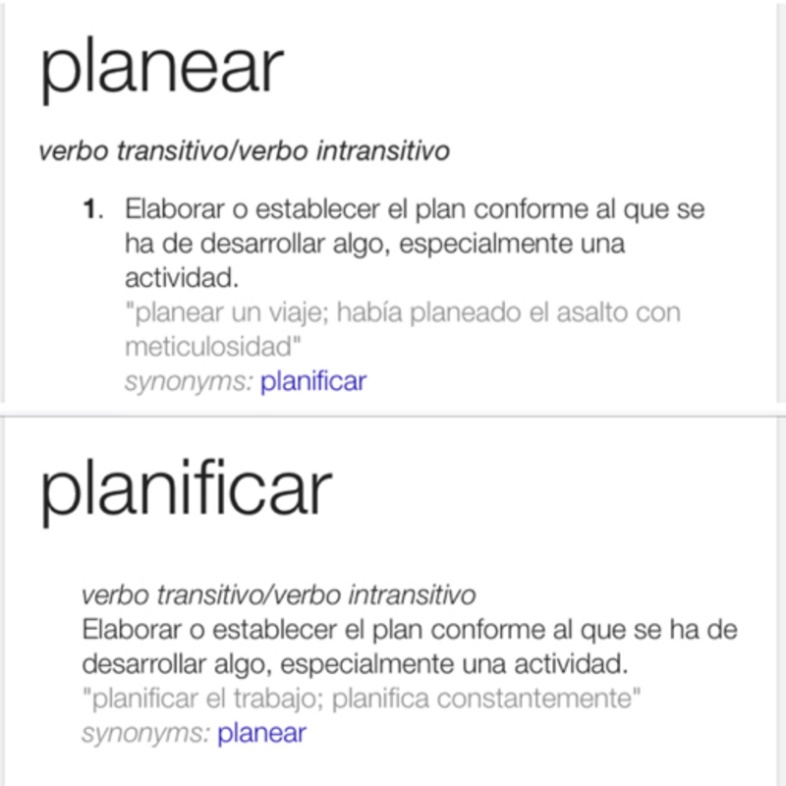 planear
verbo transitivo/verbo intransitivo
1. Elaborar o establecer el plan conforme al que se
ha de desarrollar algo, especialmente una
actividad.
"planear un viaje; había planeado el asalto con
meticulosidad"
synonyms: planificar
planificar
verbo transitivo/verbo intransitivo
Elaborar o establecer el plan conforme al que se ha de
desarrollar algo, especialmente una actividad.
"planificar el trabajo; planifica constantemente"
synonyms: planear